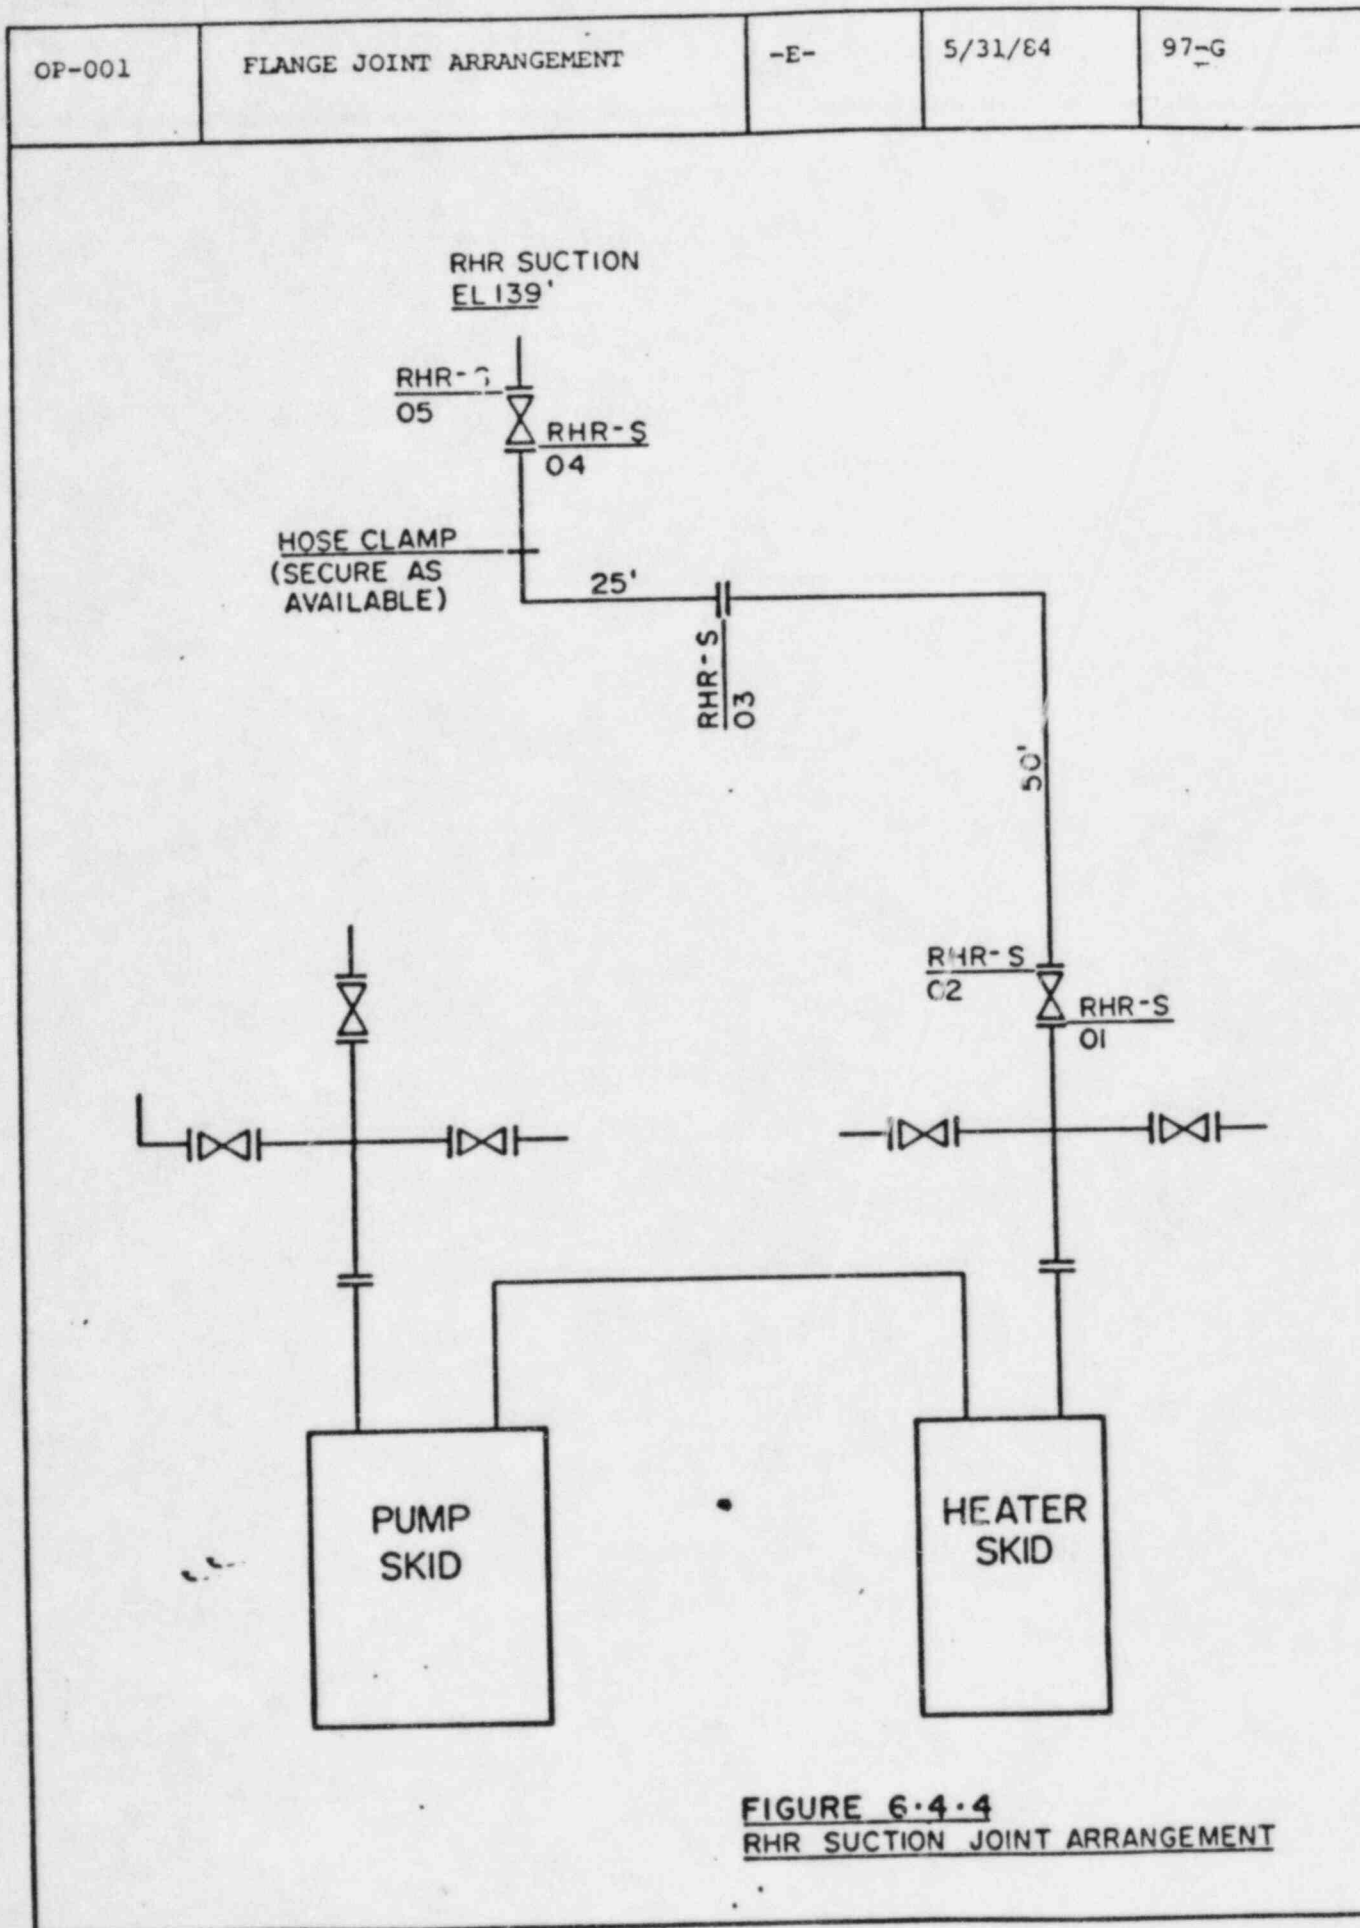 OP-001
FLANGE JOINT ARRANGEMENT
-E-
5/31/84
97-G
RHR SUCTION
EL 139'
05
RHR-S
04
HOSE CLAMP
(SECURE AS
AVAILABLE)
25'
RHR-S
03
50'
RHR-S
02
RHR-S
01
PUMP
SKID
HEATER
SKID
FIGURE 6.4.4
RHR SUCTION JOINT ARRANGEMENT